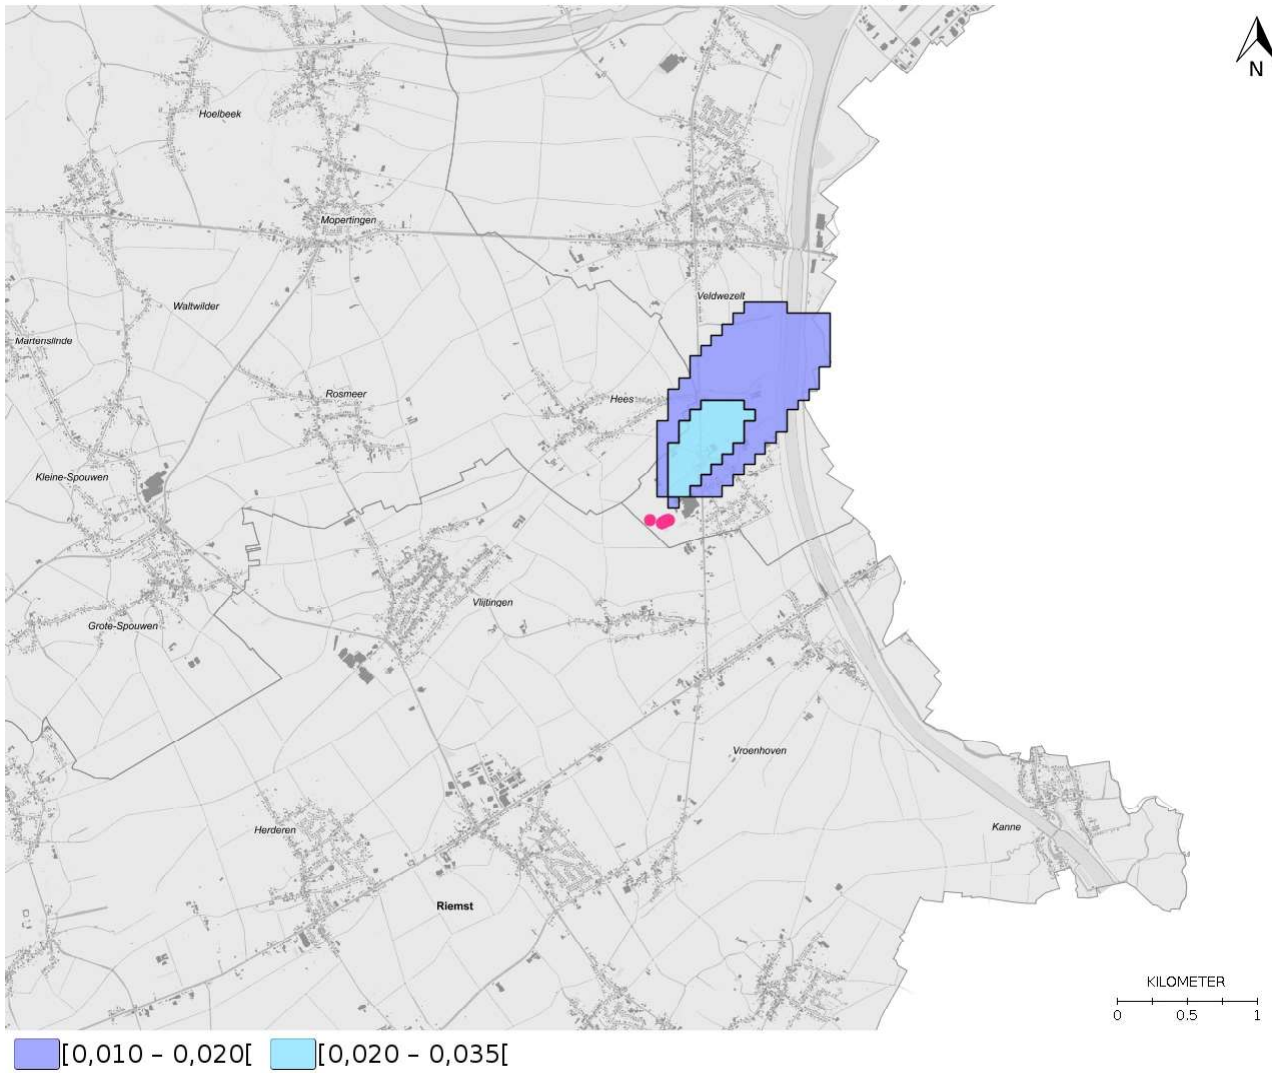 N
Hoelbeek
Mopertingen
Veldwezelt
Waltwilder
Martenslinde
Rosmeer
Hees
Kleine-Spouwen
Vlijtingen
Grote-Spouwen
Vroenhoven
Herderen
Kanne
Riemst
KILOMETER
0 0.5 1
[0,010 – 0,020[ [0,020 – 0,035[